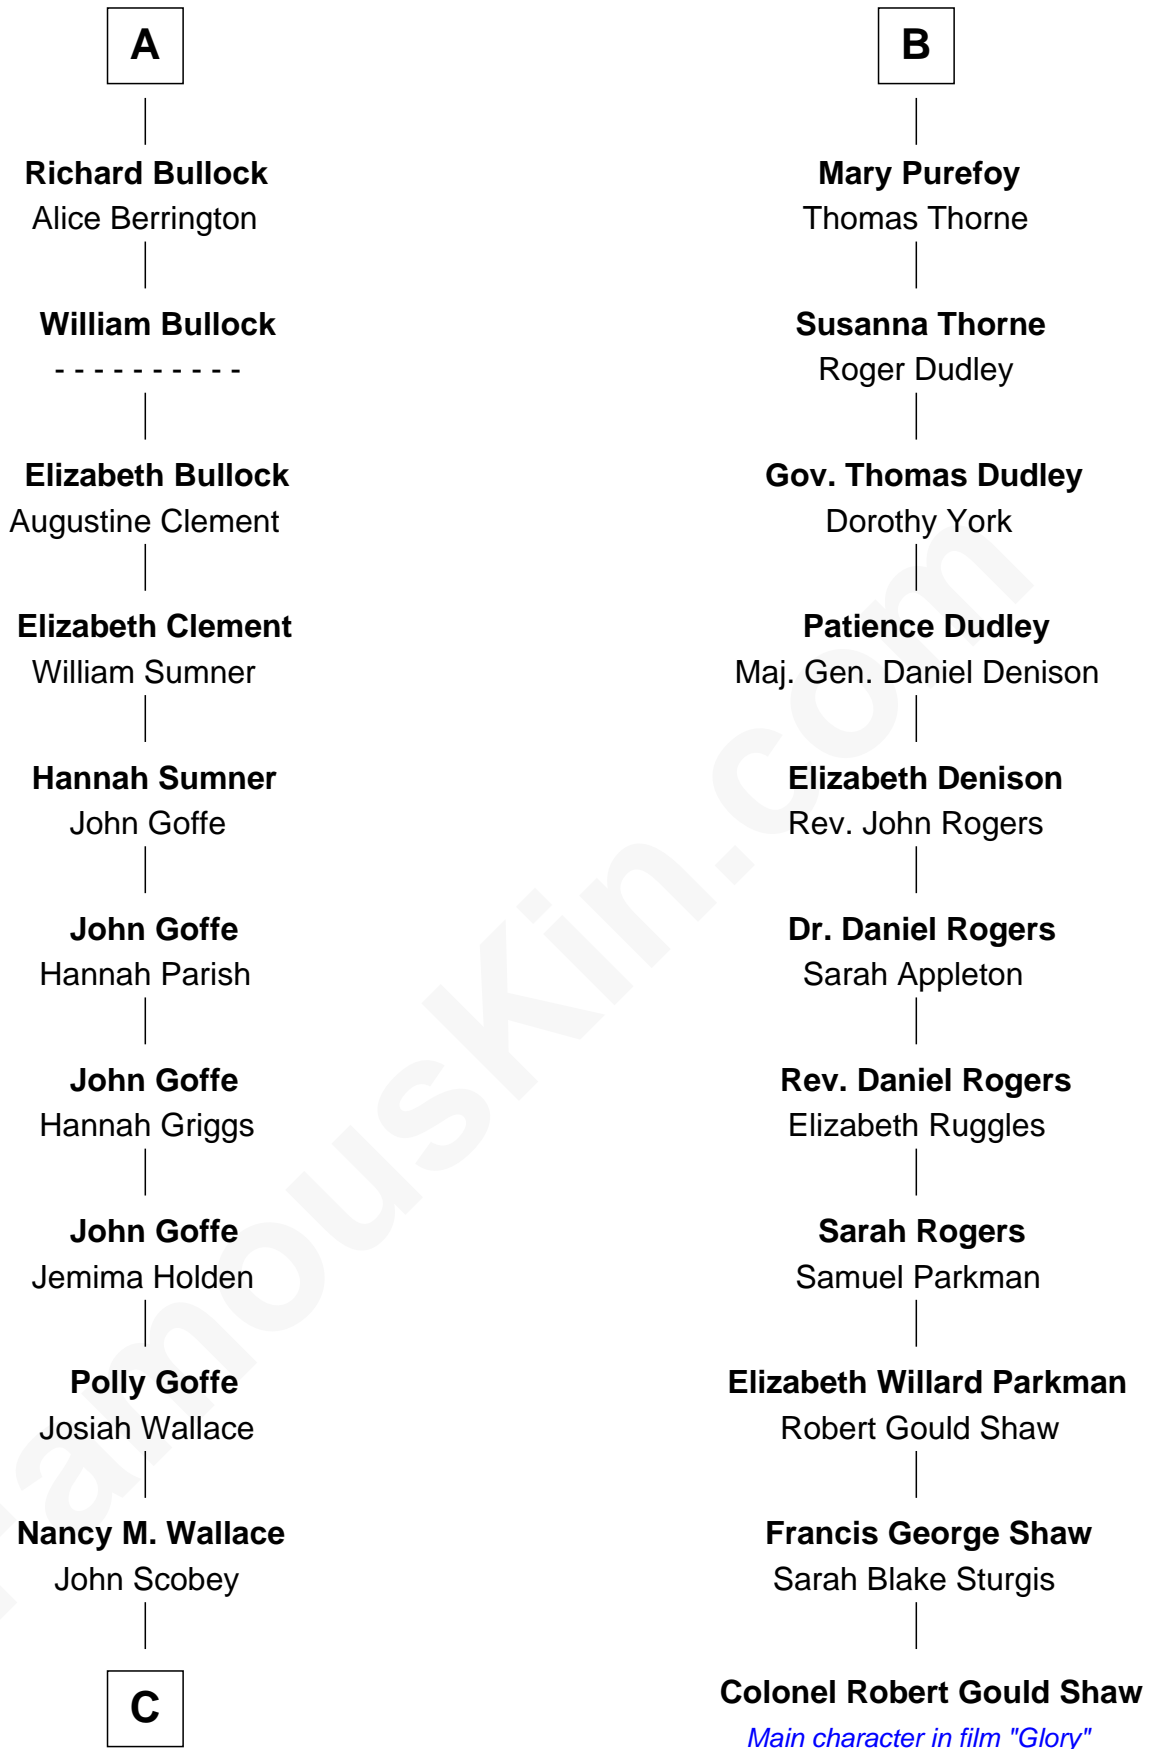 A
Richard Bullock
Alice Berrington
William Bullock
- - - - - - - - - -
Elizabeth Bullock
Augustine Clement
Elizabeth Clement
William Sumner
Hannah Sumner
John Goffe
John Goffe
Hannah Parish
John Goffe
Hannah Griggs
John Goffe
Jemima Holden
Polly Goffe
Josiah Wallace
Nancy M. Wallace
John Scobey
C
B
Mary Purefoy
Thomas Thorne
Susanna Thorne
Roger Dudley
Gov. Thomas Dudley
Dorothy York
Patience Dudley
Maj. Gen. Daniel Denison
Elizabeth Denison
Rev. John Rogers
Dr. Daniel Rogers
Sarah Appleton
Rev. Daniel Rogers
Elizabeth Ruggles
Sarah Rogers
Samuel Parkman
Elizabeth Willard Parkman
Robert Gould Shaw
Francis George Shaw
Sarah Blake Sturgis
Colonel Robert Gould Shaw
Main character in film "Glory"
FamousKin.com